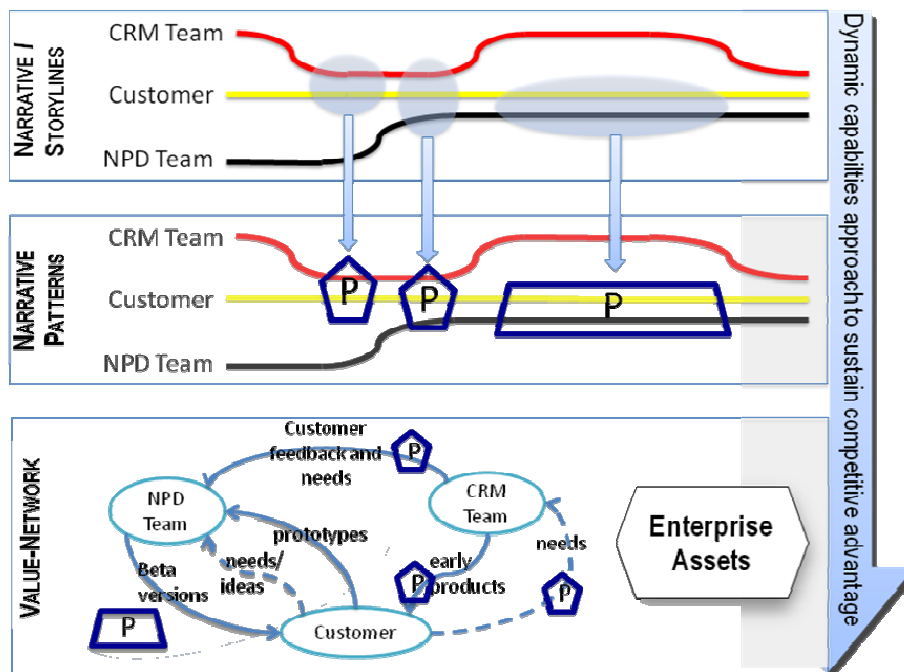 NARRATIVE /
STORYLINES
CRM Team
Customer
NPD Team
NARRATIVE
PATTERNS
CRM Team
Customer
NPD Team
P
P
P
VALUE-NETWORK
Customer
feedback and
needs
P
NPD
Team
CRM
Team
prototypes
needs/
ideas
Beta
versions
early
products
P
needs
P
P
Customer
Enterprise
Assets
Dynamic capabilties approach to sustain competitive advantage